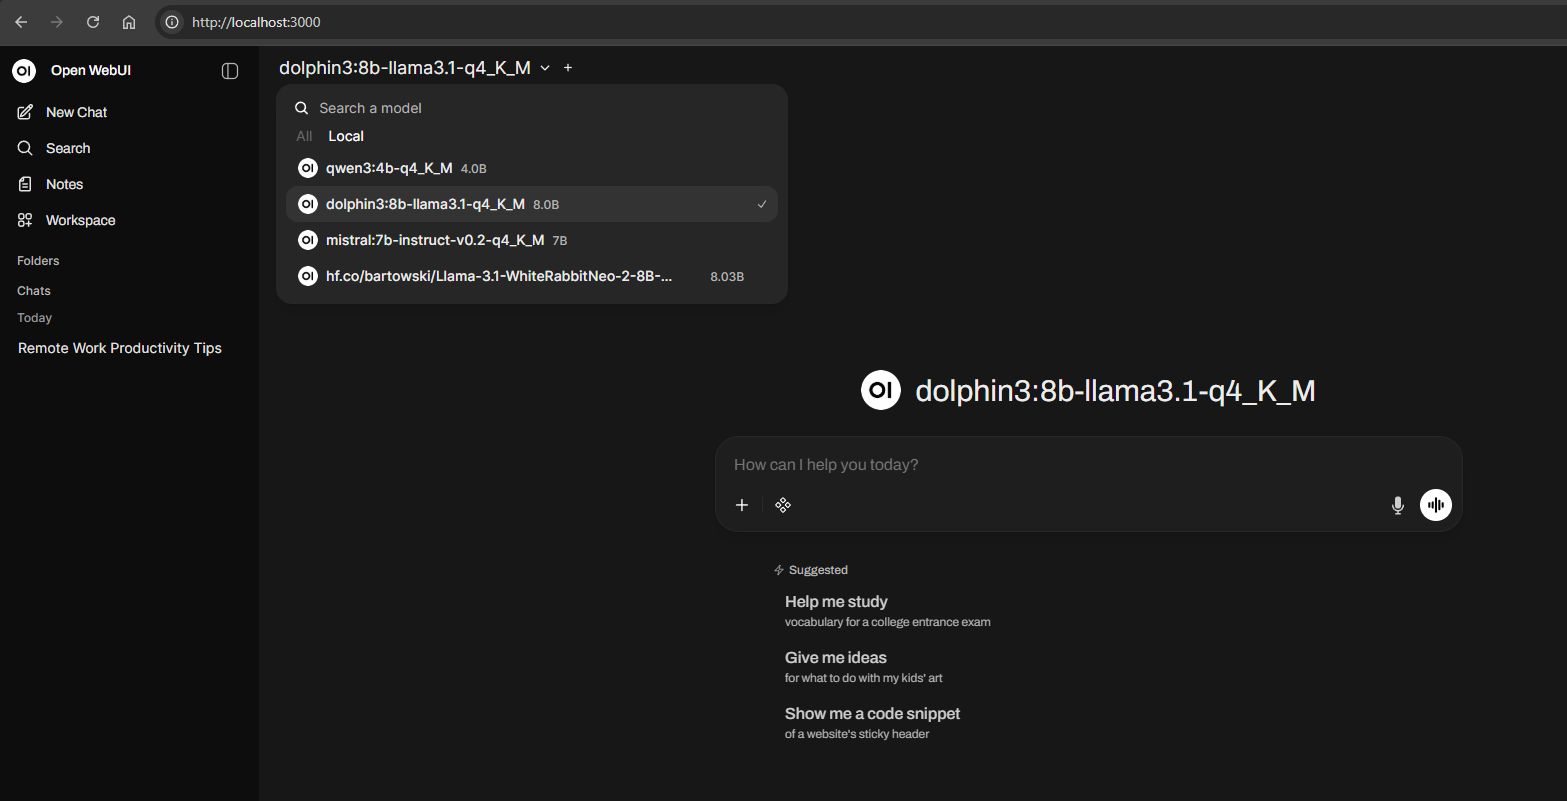 http://localhost:3000
OI Open WebUI
New Chat
Search
Notes
Workspace
Folders
Chats
Today
Remote Work Productivity Tips
dolphin3:8b-llama3.1-q4_K_M
Search a model
All Local
OI qwen3:4b-q4_K_M 4.0B
OI dolphin3:8b-llama3.1-q4_K_M 8.0B
OI mistral:7b-instruct-v0.2-q4_K_M 7B
OI hf.co/bartowski/Llama-3.1-WhiteRabbitNeo-2-8B-... 8.03B
OI dolphin3:8b-llama3.1-q4_K_M
How can I help you today?
Suggested
Help me study
vocabulary for a college entrance exam
Give me ideas
for what to do with my kids' art
Show me a code snippet
of a website's sticky header